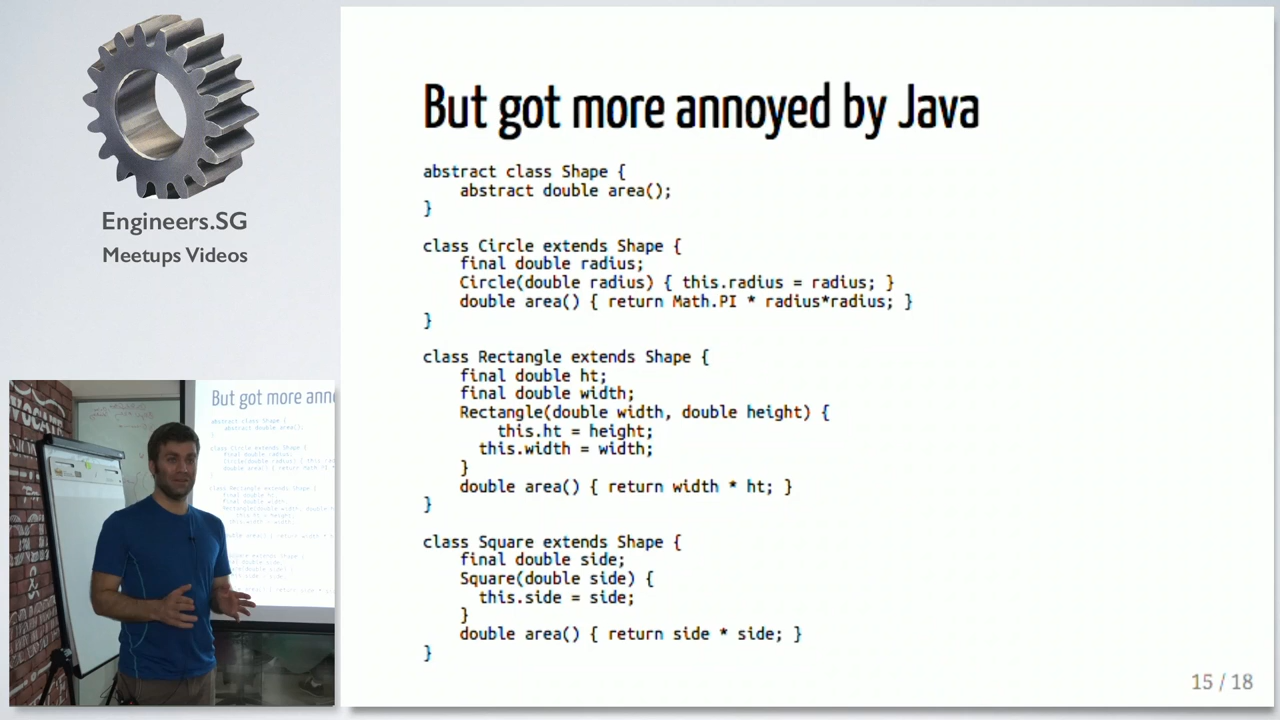 Engineers.SG
Meetups Videos
But got more annoyed by Java
abstract class Shape {
    abstract double area();
}
class Circle extends Shape {
    final double radius;
    Circle(double radius) { this.radius = radius; }
    double area() { return Math.PI * radius*radius; }
}
class Rectangle extends Shape {
    final double ht;
    final double width;
    Rectangle(double width, double height) {
        this.ht = height;
      this.width = width;
    }
    double area() { return width * ht; }
}
class Square extends Shape {
    final double side;
    Square(double side) {
      this.side = side;
    }
    double area() { return side * side; }
}
15 / 18
But got more ann